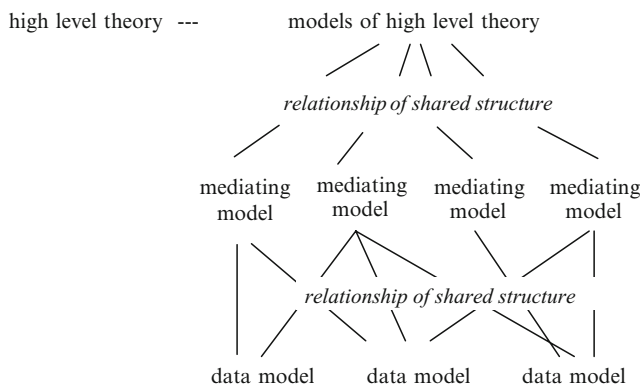 high level theory --- models of high level theory
relationship of shared structure
mediating model
mediating model
mediating model
mediating model
relationship of shared structure
data model data model data model